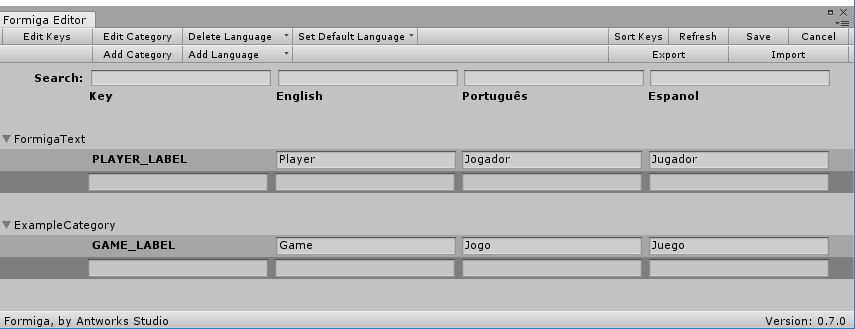 Formiga Editor
Edit Keys Edit Category Delete Language Set Default Language Sort Keys Refresh Save Cancel
Add Category Add Language Export Import
Search:
Key English Português Espanol
FormigaText
PLAYER_LABEL Player Jogador Jugador
ExampleCategory
GAME_LABEL Game Jogo Juego
Formiga, by Antworks Studio Version: 0.7.0